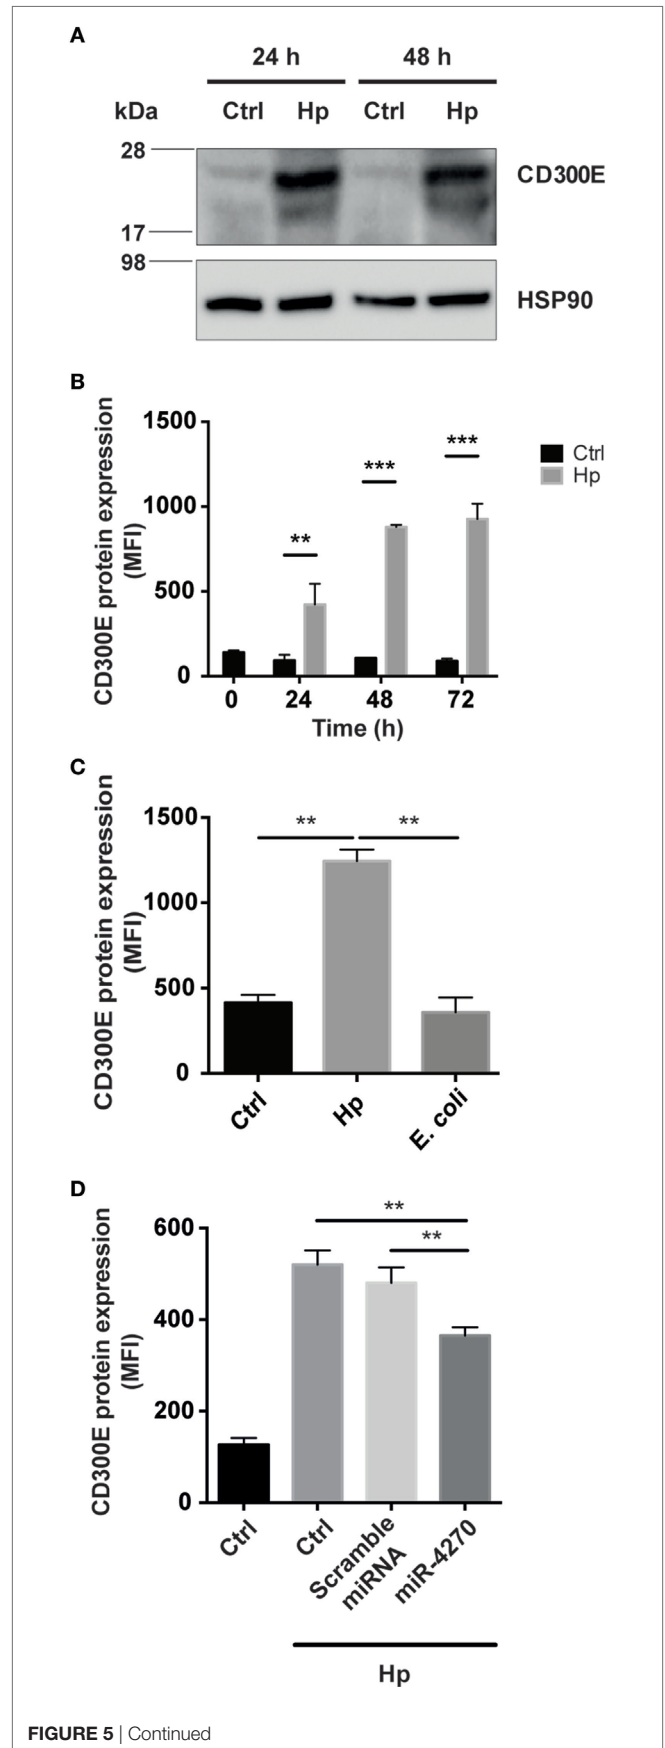 A
24 h 48 h
kDa Ctrl Hp Ctrl Hp
28
CD300E
17
98
HSP90
B
CD300E protein expression
(MFI)
1500
1000
500
0
** *** ***
0 24 48 72
Time (h)
Ctrl
Hp
C
CD300E protein expression
(MFI)
1500
1000
500
0
** **
Ctrl Hp E. coli
D
CD300E protein expression
(MFI)
600
400
200
0
**
**
Ctrl
Ctrl
Scramble
miRNA
miR-4270
Hp
FIGURE 5 | Continued